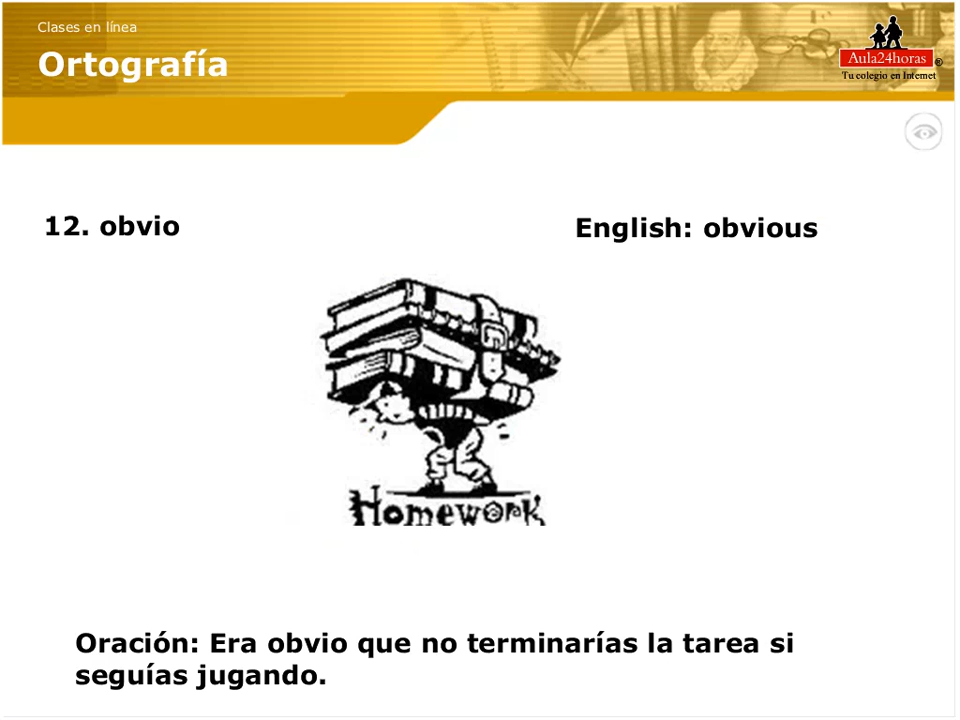 Clases en línea
Ortografía
Aula24horas
®
Tu colegio en Internet
12. obvio
English: obvious
Homework
Oración: Era obvio que no terminarías la tarea si
seguías jugando.